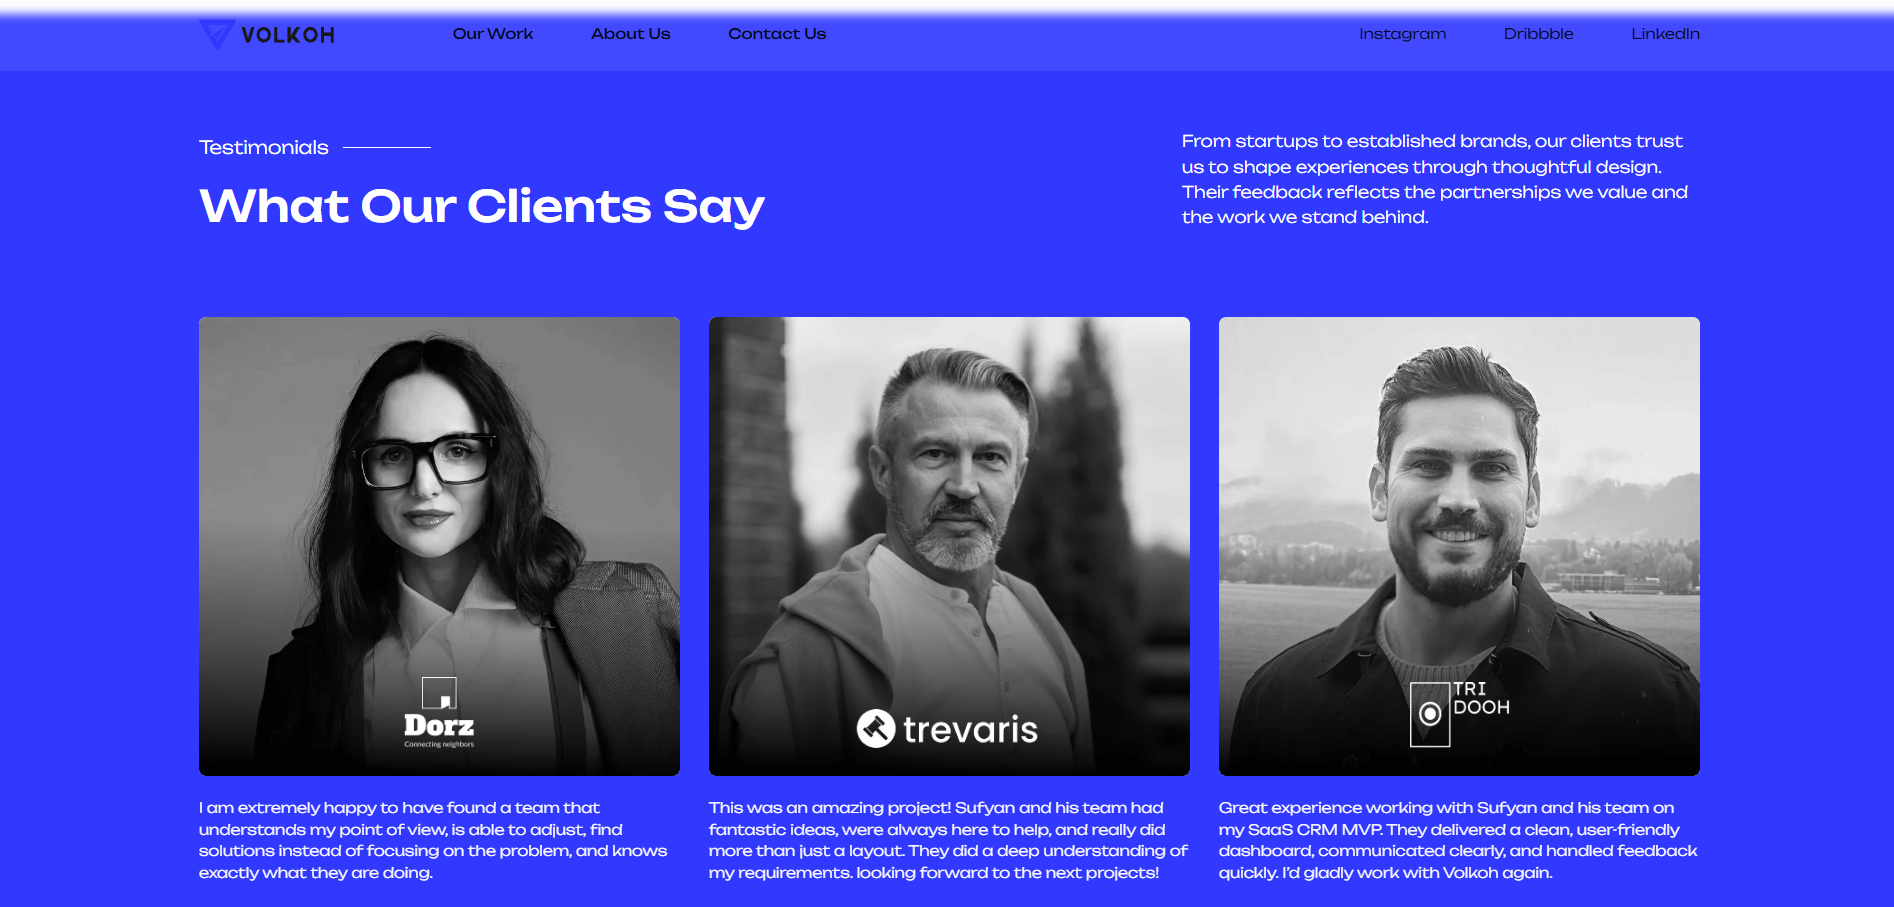 VOLKOH
Our Work
About Us
Contact Us
Instagram
Dribbble
LinkedIn
Testimonials
What Our Clients Say
From startups to established brands, our clients trust
us to shape experiences through thoughtful design.
Their feedback reflects the partnerships we value and
the work we stand behind.
Dorz
Connecting neighbors
I am extremely happy to have found a team that
understands my point of view, is able to adjust, find
solutions instead of focusing on the problem, and knows
exactly what they are doing.
trevaris
This was an amazing project! Sufyan and his team had
fantastic ideas, were always here to help, and really did
more than just a layout. They did a deep understanding of
my requirements. looking forward to the next projects!
TRI
DOOH
Great experience working with Sufyan and his team on
my SaaS CRM MVP. They delivered a clean, user-friendly
dashboard, communicated clearly, and handled feedback
quickly. I'd gladly work with Volkoh again.